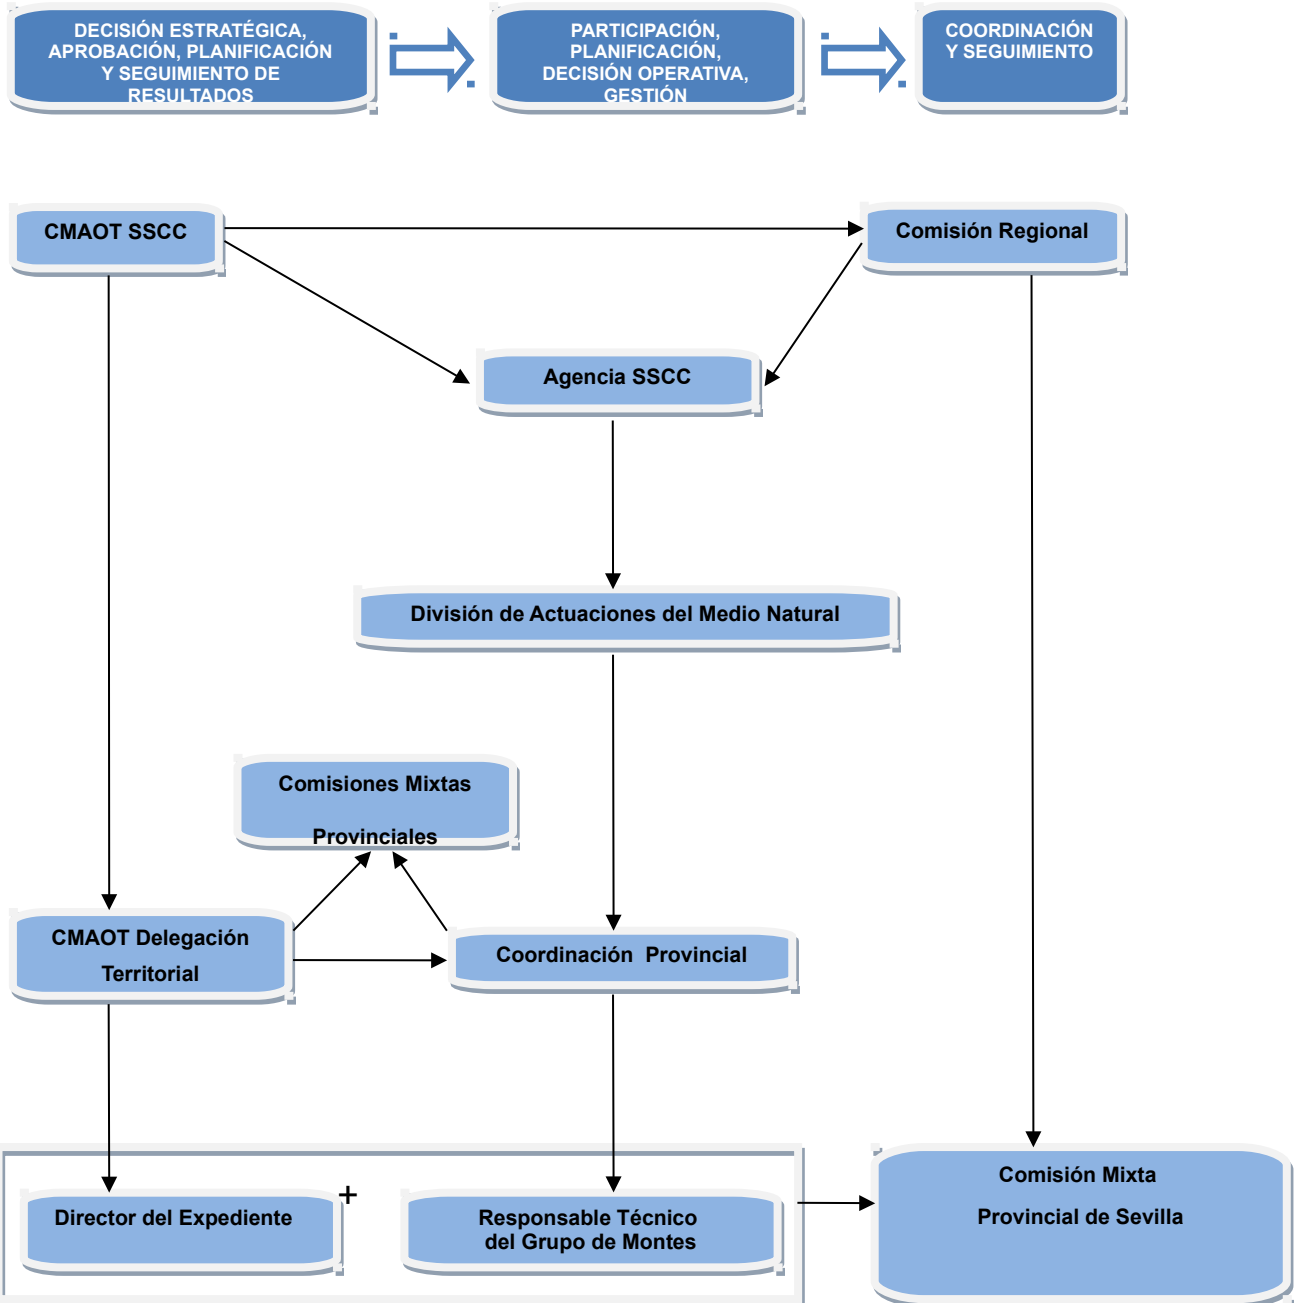 DECISIÓN ESTRATÉGICA,
APROBACIÓN, PLANIFICACIÓN
Y SEGUIMIENTO DE
RESULTADOS
PARTICIPACIÓN,
PLANIFICACIÓN,
DECISIÓN OPERATIVA,
GESTIÓN
COORDINACIÓN
Y SEGUIMIENTO
CMAOT SSCC
Comisión Regional
Agencia SSCC
División de Actuaciones del Medio Natural
Comisiones Mixtas
Provinciales
CMAOT Delegación
Territorial
Coordinación Provincial
Director del Expediente
+
Responsable Técnico
del Grupo de Montes
Comisión Mixta
Provincial de Sevilla